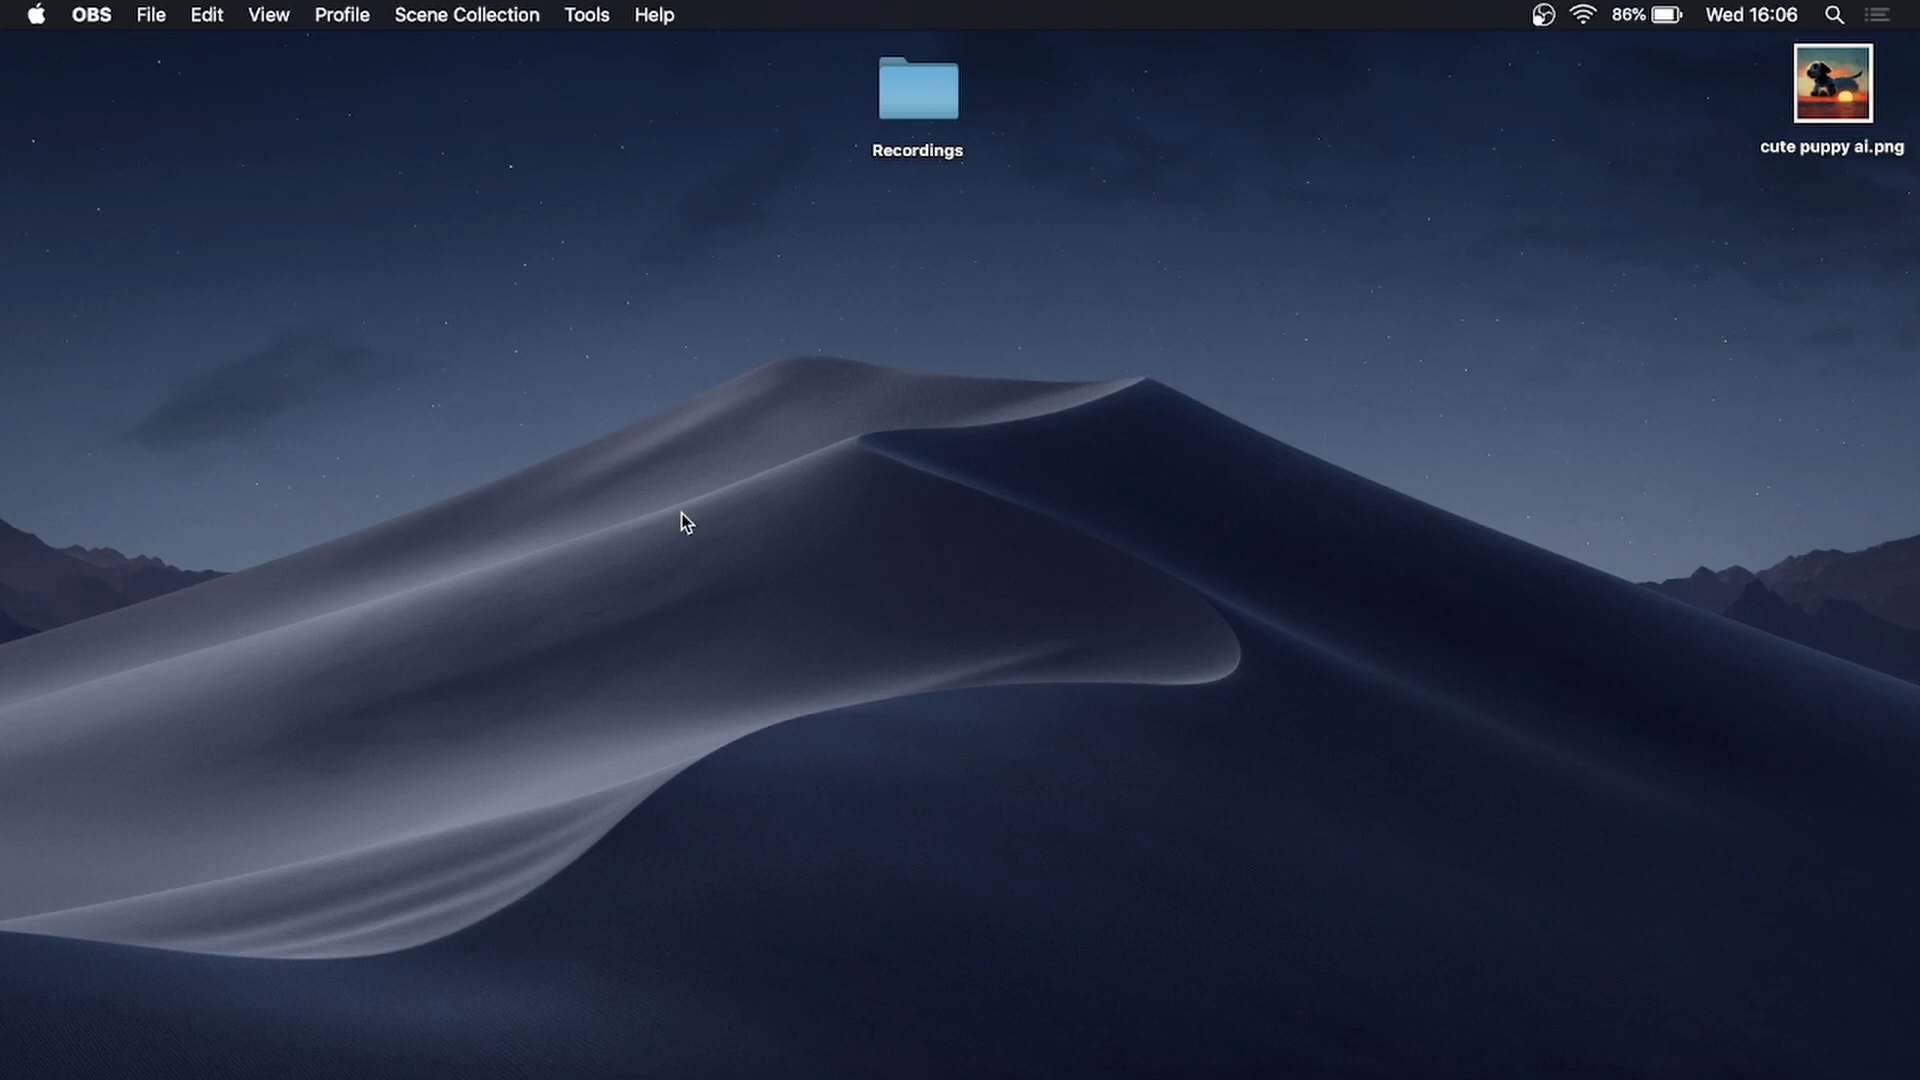 OBS File Edit View Profile Scene Collection Tools Help 86% Wed 16:06
Recordings
cute puppy ai.png